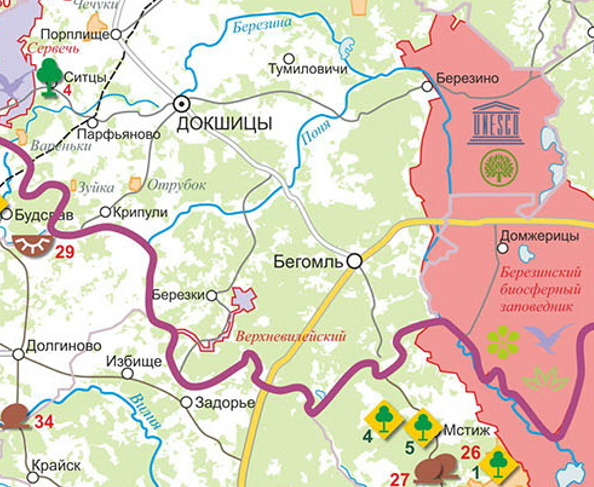 Чечуки
Березина
Порплище
Сервечь
Ситцы
4
Тумиловичи
Березино
ДОКШИЦЫ
UNESCO
Парфьяново
Поня
Вареньки
Зуйка
Отрубок
Будслав
Крипули
29
Домжерицы
Бегомль
Березинский
биосферный
заповедник
Березки
Верхневилейский
Долгиново
Избище
Вилия
Задорье
34
4
5
Мстиж
26
1
27
Крайск